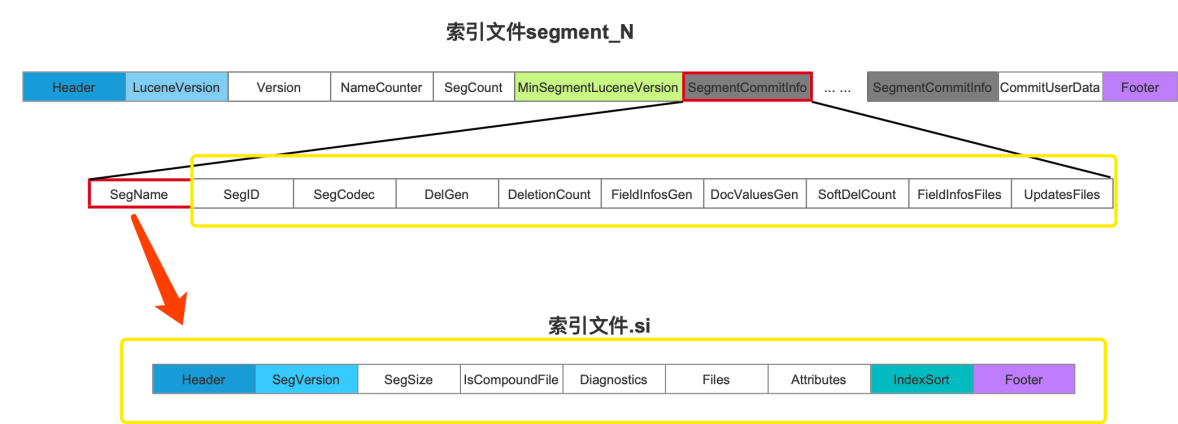 索引文件segment_N
Header LuceneVersion Version NameCounter SegCount MinSegmentLuceneVersion SegmentCommitInfo ... ... SegmentCommitInfo CommitUserData Footer
SegName SegID SegCodec DelGen DeletionCount FieldInfosGen DocValuesGen SoftDelCount FieldInfosFiles UpdatesFiles
索引文件.si
Header SegVersion SegSize IsCompoundFile Diagnostics Files Attributes IndexSort Footer